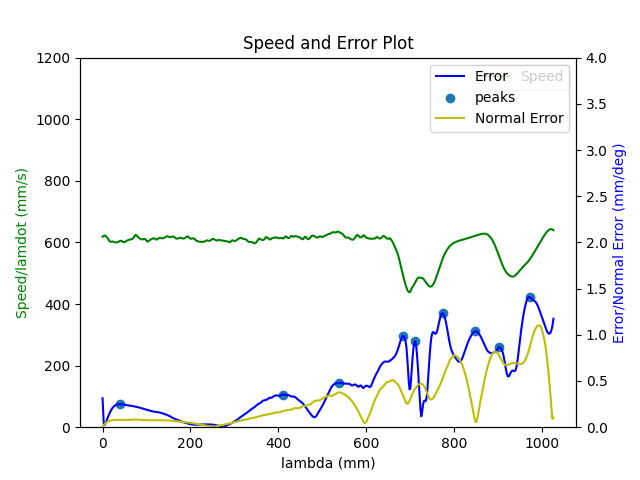 Speed and Error Plot
1200
1000
800
600
400
200
0
Speed/lamdot (mm/s)
4.0
3.5
3.0
2.5
2.0
1.5
1.0
0.5
0.0
Error/Normal Error (mm/deg)
Error
Speed
peaks
Normal Error
0 200 400 600 800 1000
lambda (mm)